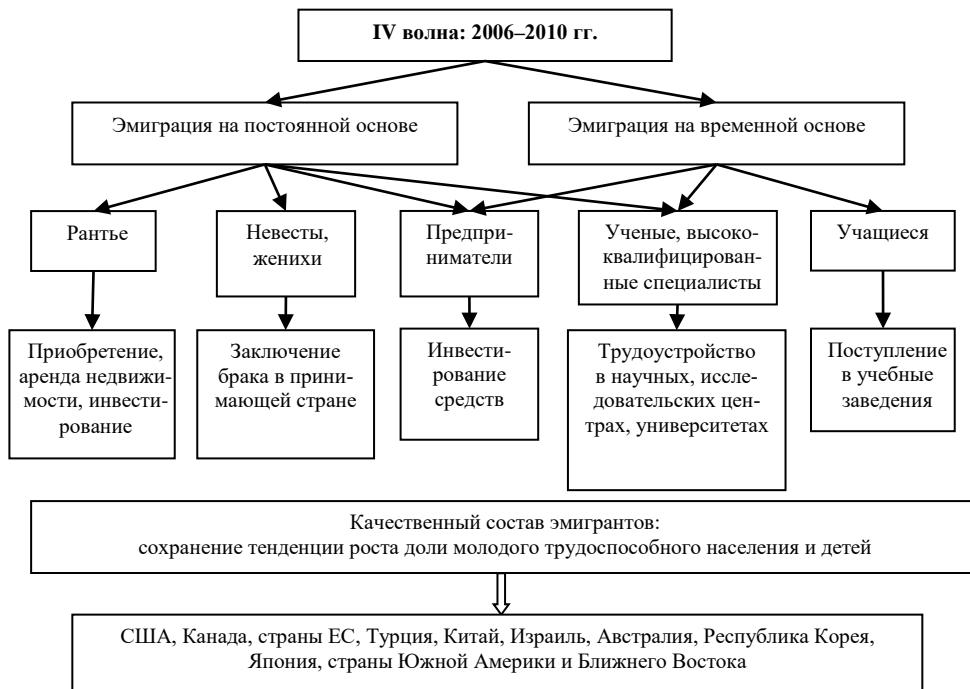 IV волна: 2006–2010 гг.
Эмиграция на постоянной основе
Эмиграция на временной основе
Рантье
Невесты,
женихи
Предпри-
ниматели
Ученые, высоко-
квалифицирован-
ные специалисты
Учащиеся
Приобретение,
аренда недвижи-
мости, инвести-
рование
Заключение
брака в прини-
мающей стране
Инвести-
рование
средств
Трудоустройство
в научных, иссле-
довательских цен-
трах, университетах
Поступление
в учебные
заведения
Качественный состав эмигрантов:
сохранение тенденции роста доли молодого трудоспособного населения и детей
США, Канада, страны ЕС, Турция, Китай, Израиль, Австралия, Республика Корея,
Япония, страны Южной Америки и Ближнего Востока